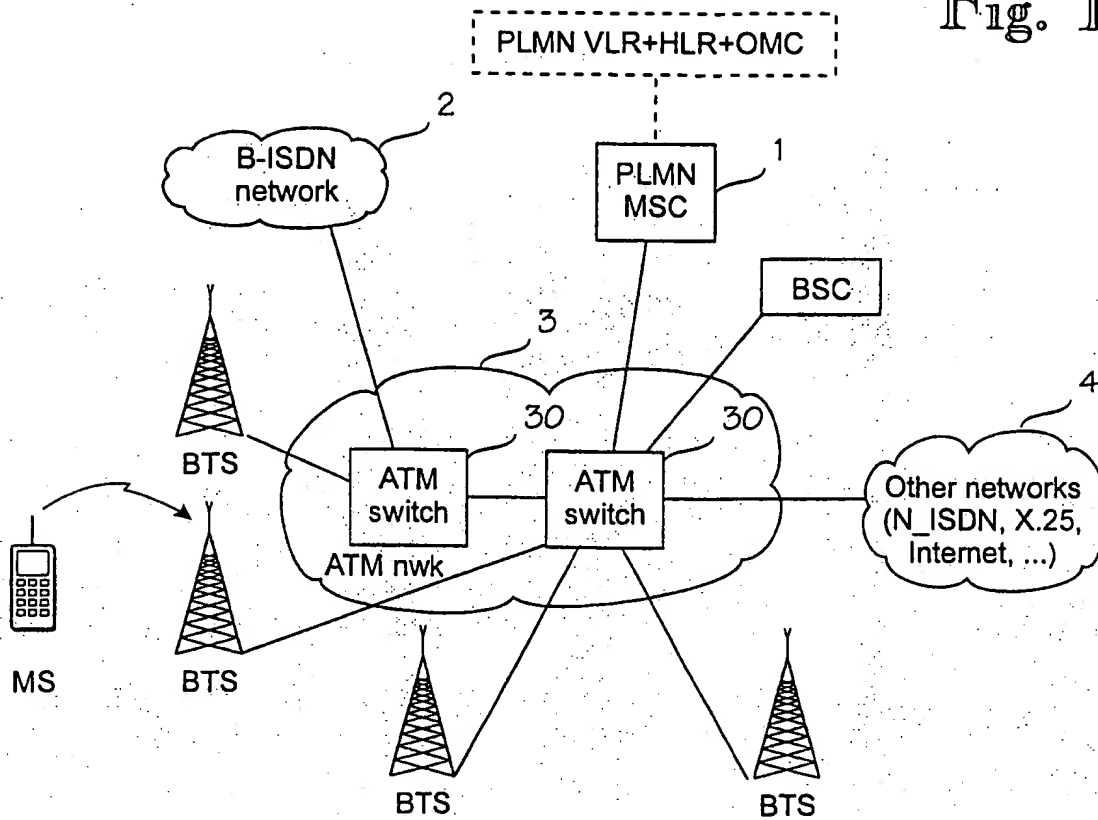 Fig. 1
PLMN VLR+HLR+OMC
2
B-ISDN
network
1
PLMN
MSC
BSC
3
30
30
4
BTS
ATM
switch
ATM
switch
Other networks
(N_ISDN, X.25,
Internet, ...)
ATM nwk
MS
BTS
BTS
BTS